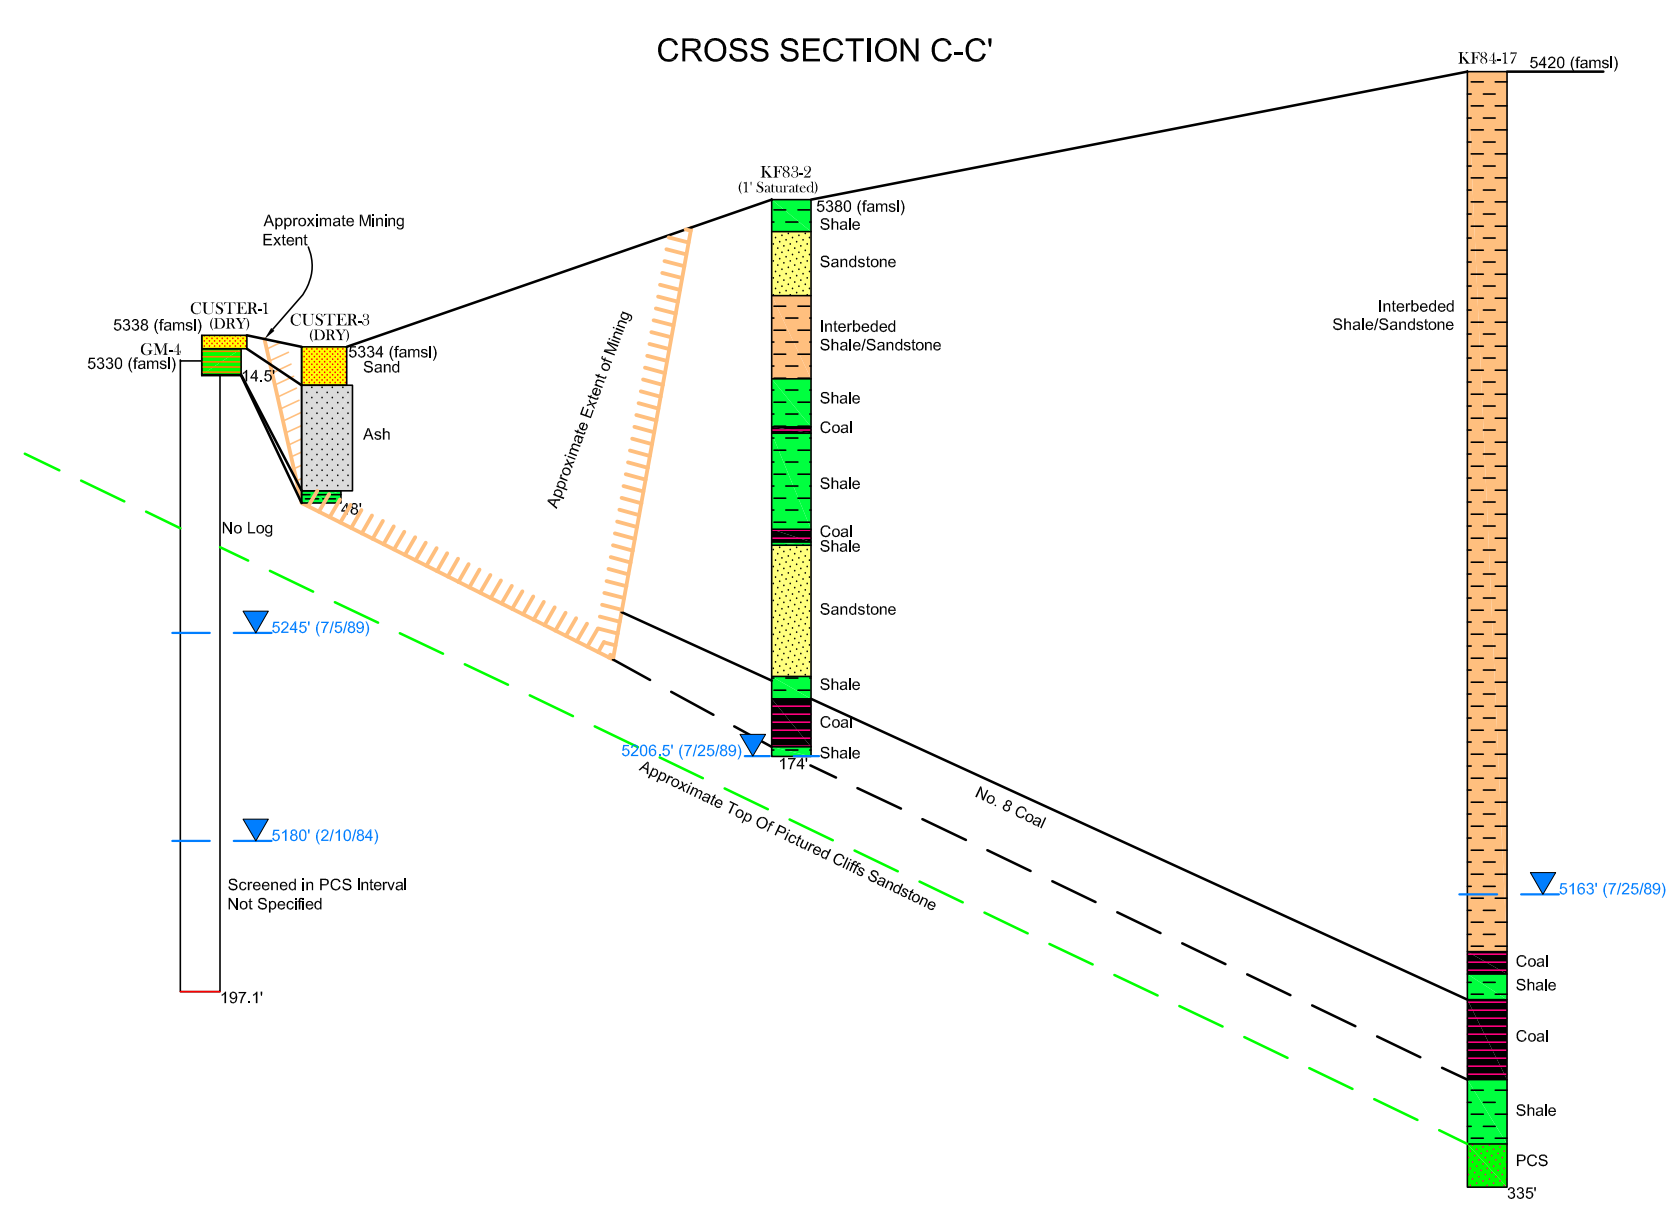 CROSS SECTION C-C'
KF84-17
5420 (famsl)
KF83-2
(1' Saturated)
5380 (famsl)
Shale
Approximate Mining
Extent
Sandstone
CUSTER-1
(DRY)
5338 (famsl)
CUSTER-3
(DRY)
GM-4
5330 (famsl)
5334 (famsl)
Sand
14.5'
Interbeded
Shale/Sandstone
Interbeded
Shale/Sandstone
Approximate Extent of Mining
Shale
Coal
Ash
Shale
48'
No Log
Coal
Shale
Sandstone
5245' (7/5/89)
Shale
Coal
5206.5' (7/25/89)
Shale
174'
Approximate Top Of Pictured Cliffs Sandstone
No. 8 Coal
5180' (2/10/84)
Screened in PCS Interval
Not Specified
197.1'
5163' (7/25/89)
Coal
Shale
Coal
Shale
PCS
335'